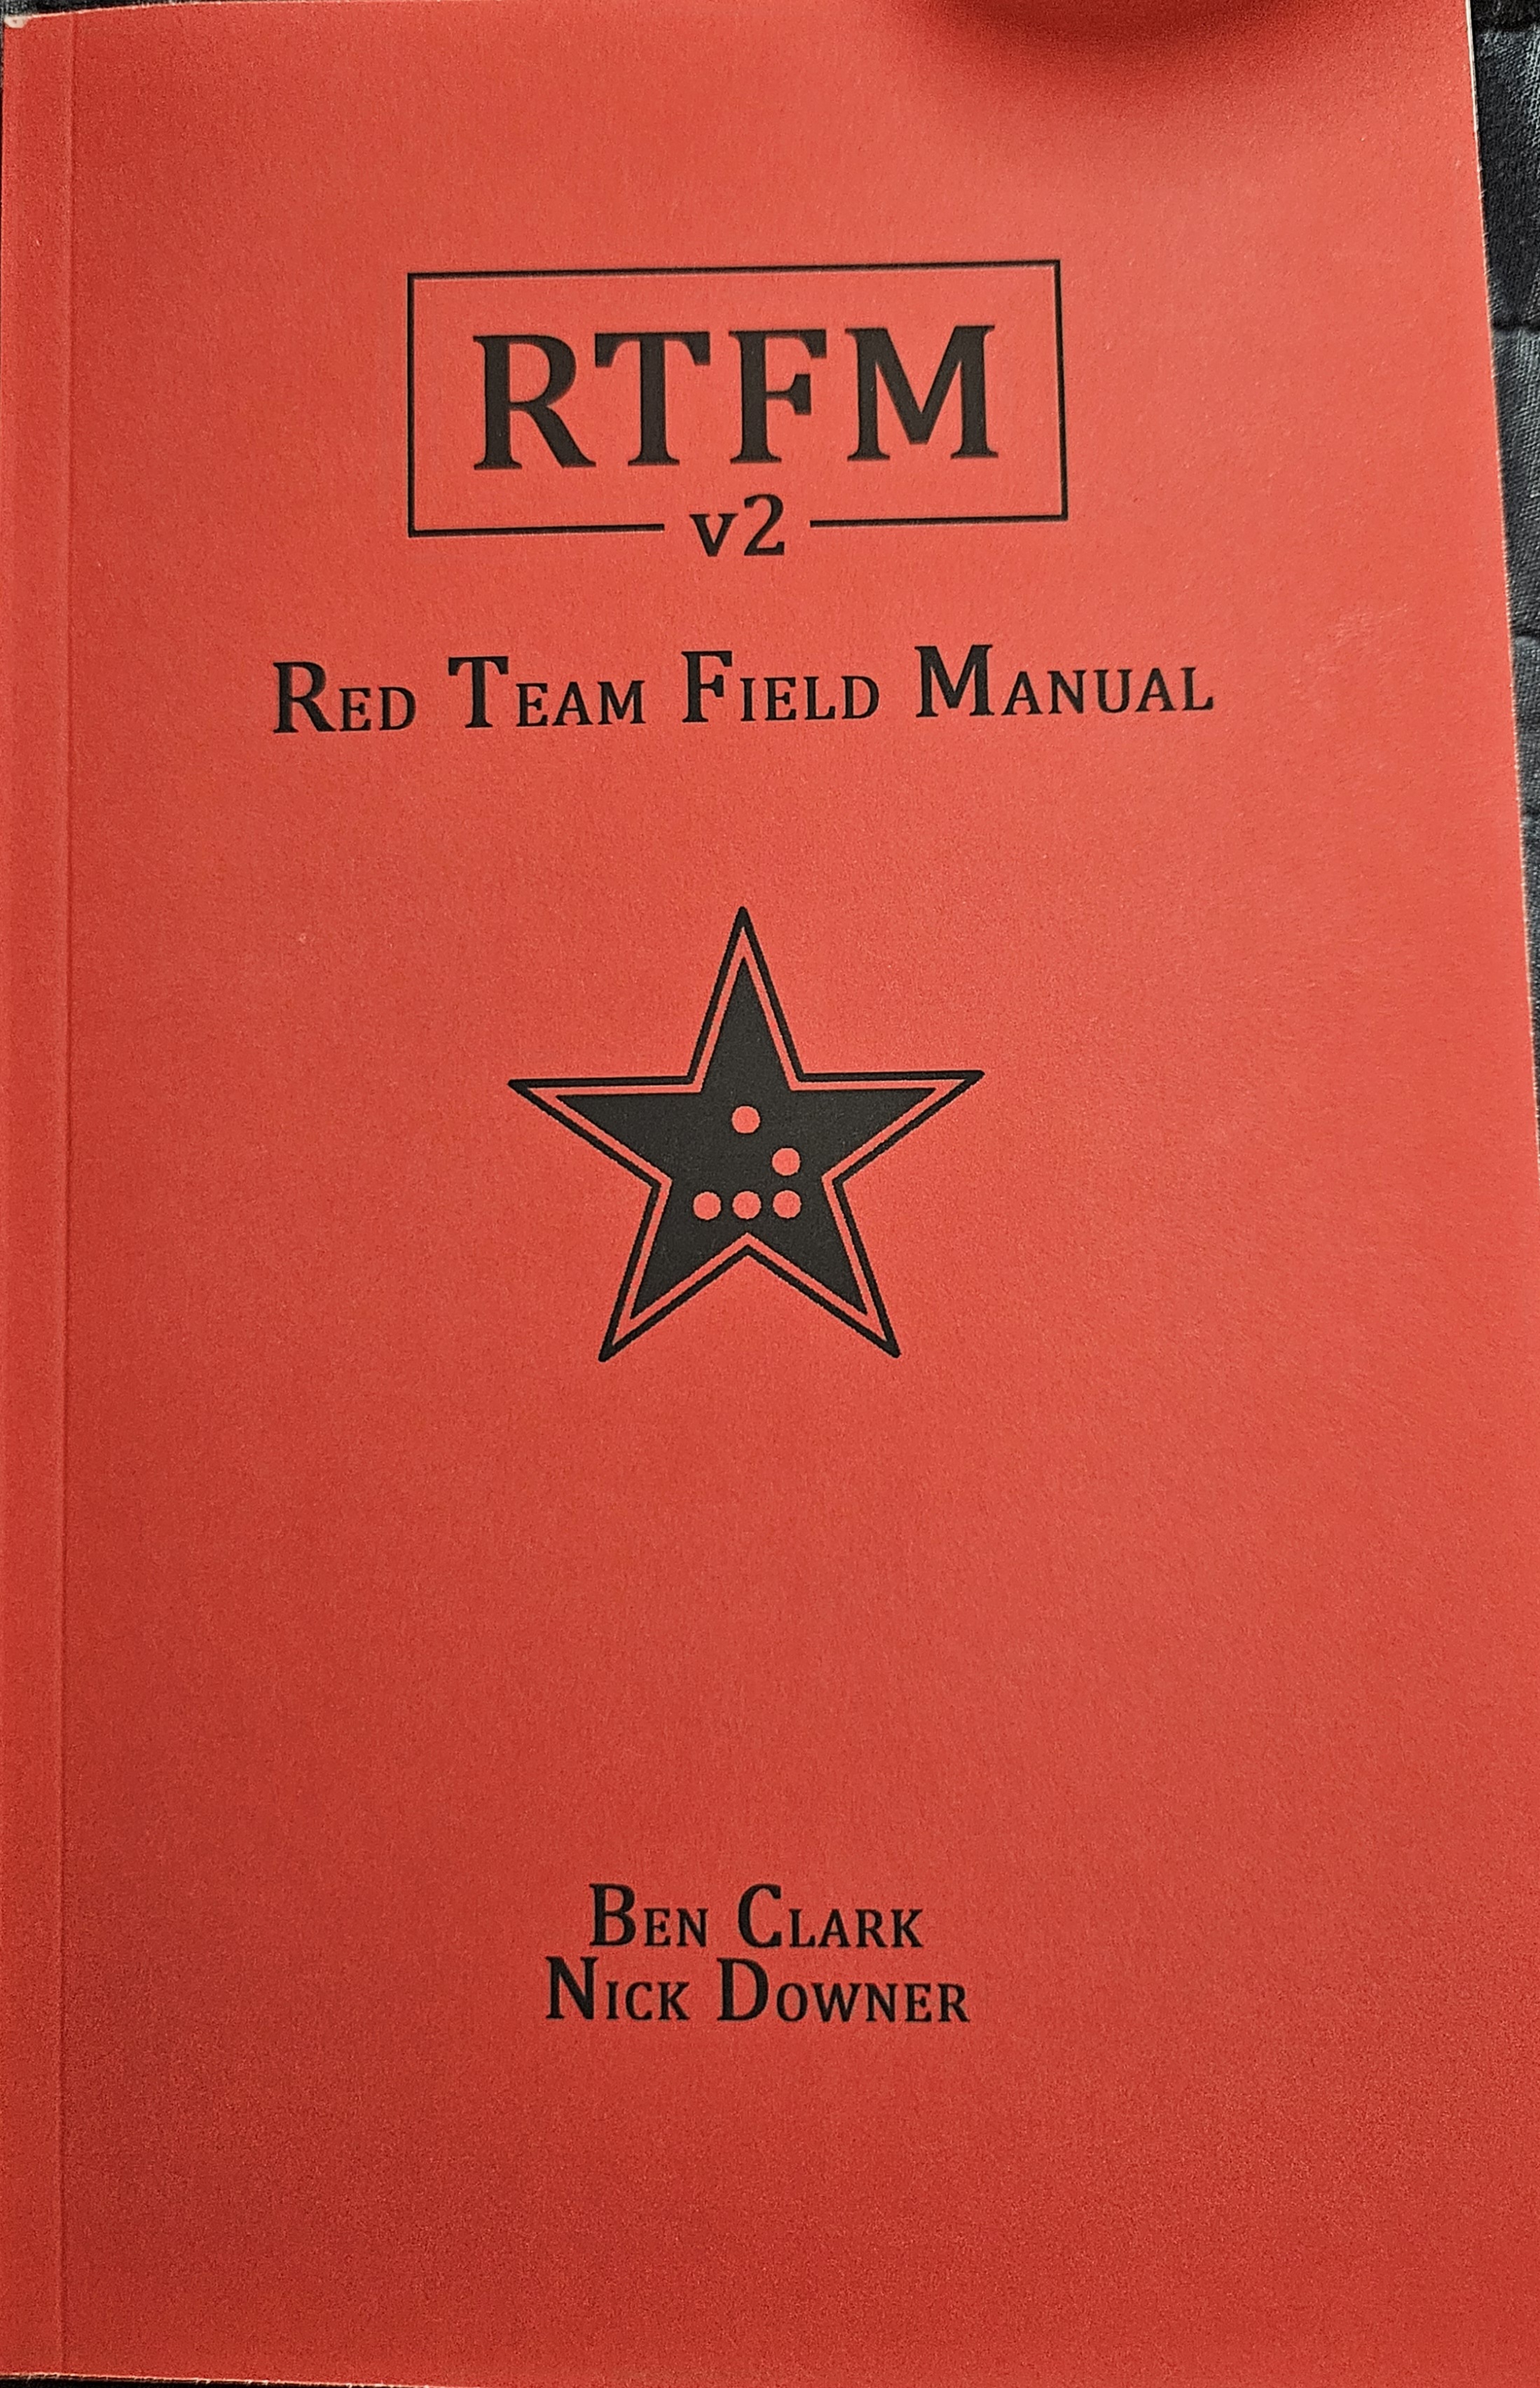 RTFM
v2
RED TEAM FIELD MANUAL
BEN CLARK
NICK DOWNER